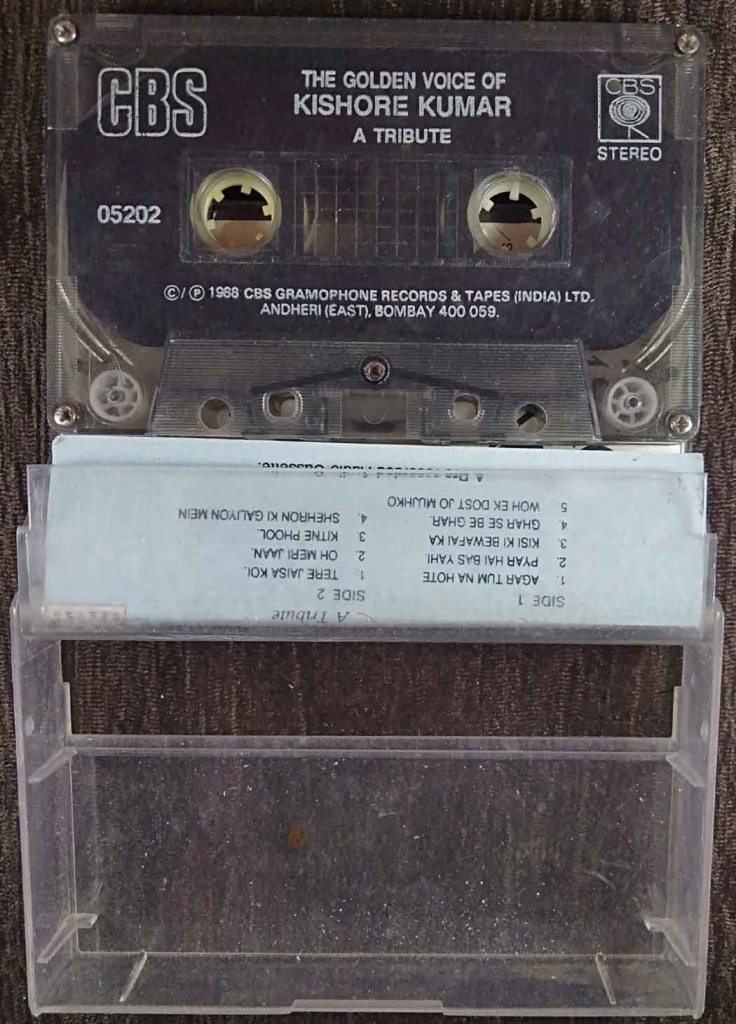 CBS
THE GOLDEN VOICE OF
KISHORE KUMAR
A TRIBUTE
CBS
STEREO
05202
©/℗ 1988 CBS GRAMOPHONE RECORDS & TAPES (INDIA) LTD.
ANDHERI (EAST), BOMBAY 400 059.
A Tribute
SIDE 1
1. AGAR TUM NA HOTE
2. PYAR HAI BAS YAHI.
3. KISI KI BEWAFAI KA
4. GHAR SE BE GHAR.
5 WOH EK DOST JO MUJHKO
SIDE 2
1. TERE JAISA KOI.
2. OH MERI JAAN.
3. KITNE PHOOL
4. SHEHRON KI GALIYON MEIN
Audio Cassette.